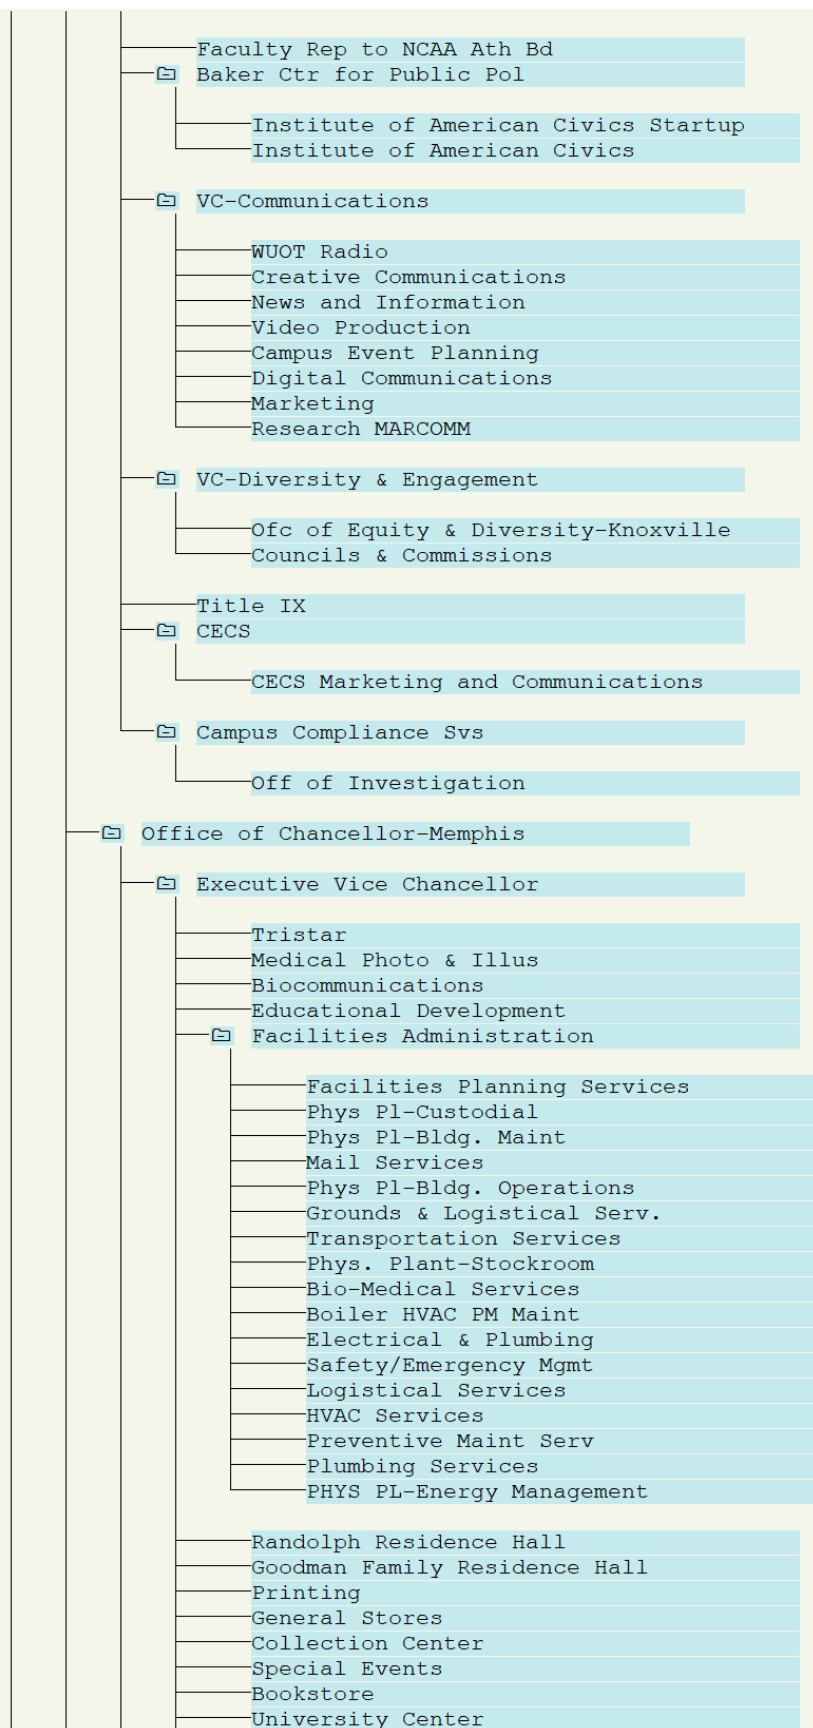 Faculty Rep to NCAA Ath Bd
Baker Ctr for Public Pol
Institute of American Civics Startup
Institute of American Civics
VC-Communications
WUOT Radio
Creative Communications
News and Information
Video Production
Campus Event Planning
Digital Communications
Marketing
Research MARCOMM
VC-Diversity & Engagement
Ofc of Equity & Diversity-Knoxville
Councils & Commissions
Title IX
CECS
CECS Marketing and Communications
Campus Compliance Svs
Off of Investigation
Office of Chancellor-Memphis
Executive Vice Chancellor
Tristar
Medical Photo & Illus
Biocommunications
Educational Development
Facilities Administration
Facilities Planning Services
Phys Pl-Custodial
Phys Pl-Bldg. Maint
Mail Services
Phys Pl-Bldg. Operations
Grounds & Logistical Serv.
Transportation Services
Phys. Plant-Stockroom
Bio-Medical Services
Boiler HVAC PM Maint
Electrical & Plumbing
Safety/Emergency Mgmt
Logistical Services
HVAC Services
Preventive Maint Serv
Plumbing Services
PHYS PL-Energy Management
Randolph Residence Hall
Goodman Family Residence Hall
Printing
General Stores
Collection Center
Special Events
Bookstore
University Center